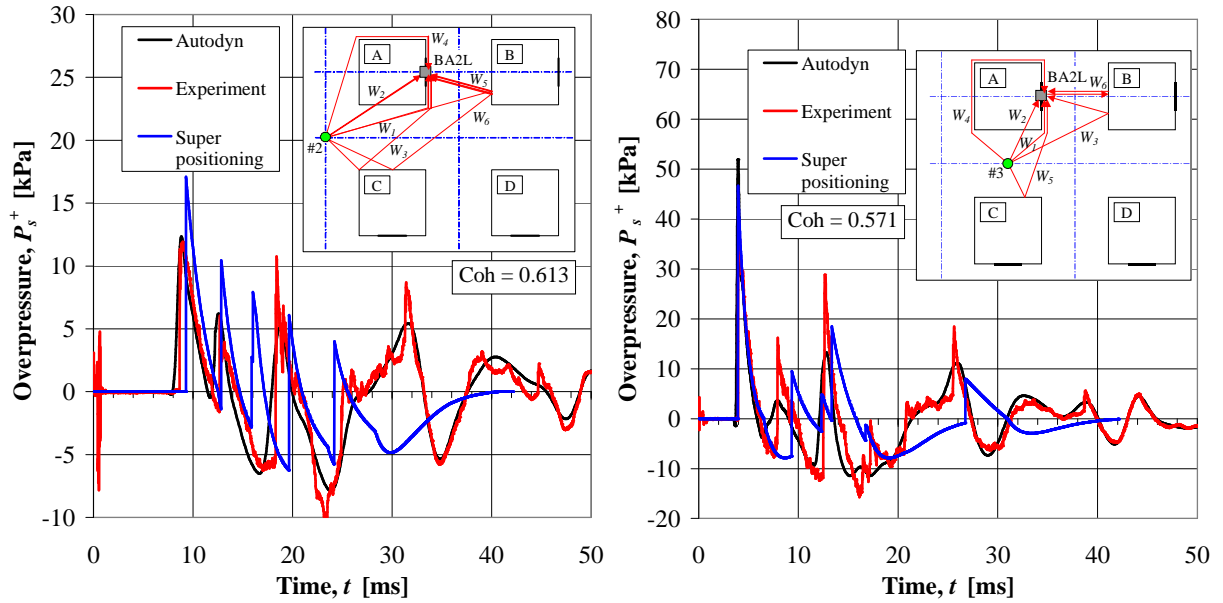 Overpressure, Ps+ [kPa]
30
25
20
15
10
5
0
-5
-10
Autodyn
Experiment
Super
positioning
A
B
C
D
BA2L
W4
W2
W5
W1
W6
W3
#2
Coh = 0.613
0 10 20 30 40 50
Time, t [ms]
Overpressure, Ps+ [kPa]
80
70
60
50
40
30
20
10
0
-10
-20
Autodyn
Experiment
Super
positioning
A
B
C
D
BA2L
W6
W2
W4
W1
W3
W5
#3
Coh = 0.571
0 10 20 30 40 50
Time, t [ms]